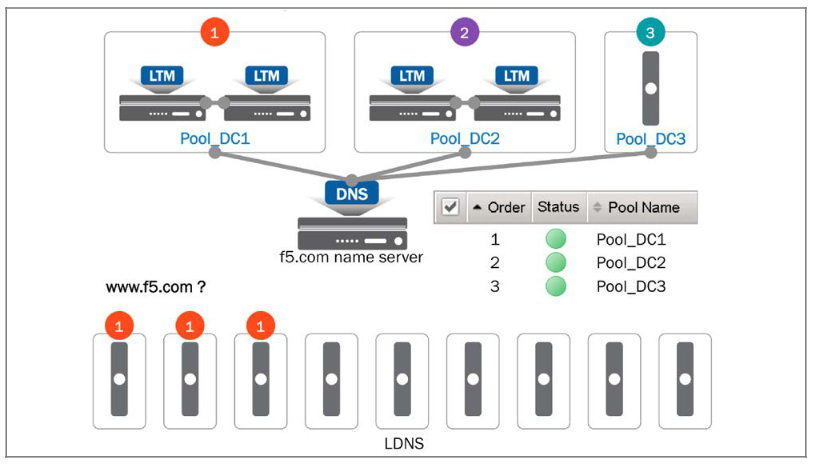 1 2 3
LTM LTM LTM LTM
Pool_DC1 Pool_DC2 Pool_DC3
DNS
Order Status Pool Name
1 Pool_DC1
2 Pool_DC2
3 Pool_DC3
f5.com name server
www.f5.com ?
1 1 1
LDNS